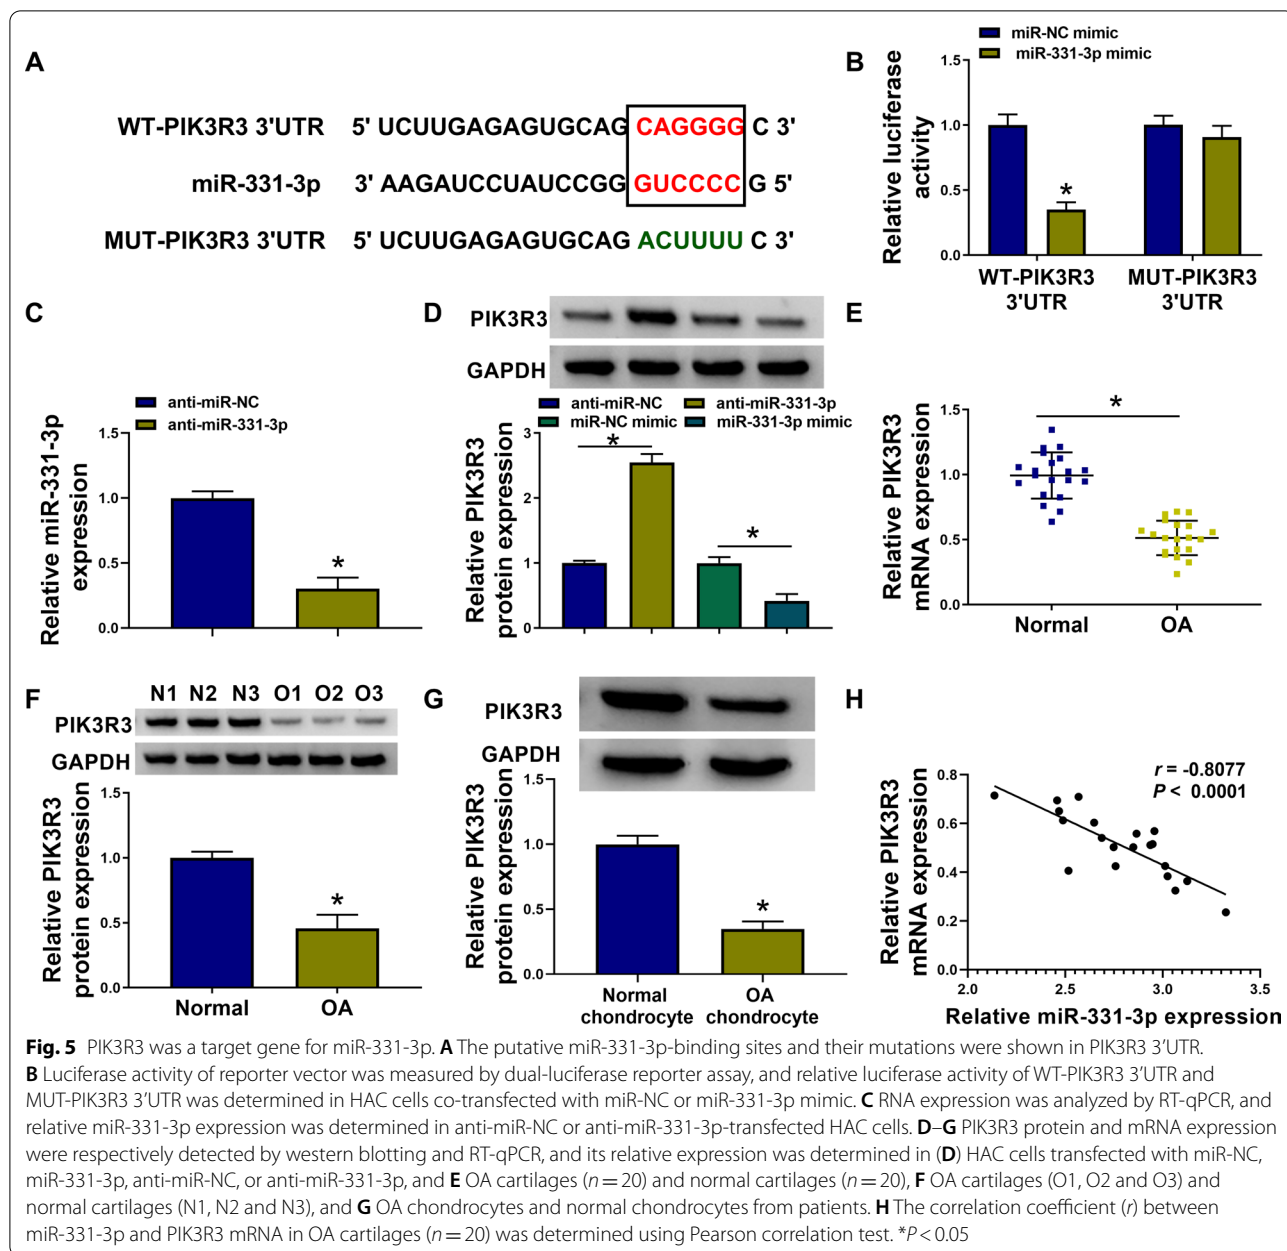 A
WT-PIK3R3 3'UTR 5' UCUUGAGAGUGCAG CAGGGG C 3'
miR-331-3p 3' AAGAUCCUAUCCGG GUCCCC G 5'
MUT-PIK3R3 3'UTR 5' UCUUGAGAGUGCAG ACUUUU C 3'
B
miR-NC mimic
miR-331-3p mimic
Relative luciferase
activity
1.5
1.0
0.5
0.0
*
WT-PIK3R3
3'UTR
MUT-PIK3R3
3'UTR
C
anti-miR-NC
anti-miR-331-3p
Relative miR-331-3p
expression
1.5
1.0
0.5
0.0
*
D
PIK3R3
GAPDH
anti-miR-NC
anti-miR-331-3p
miR-NC mimic
miR-331-3p mimic
Relative PIK3R3
protein expression
3
2
1
0
*
*
E
Relative PIK3R3
mRNA expression
1.5
1.0
0.5
0.0
*
Normal
OA
F
N1 N2 N3 O1 O2 O3
PIK3R3
GAPDH
Relative PIK3R3
protein expression
1.5
1.0
0.5
0.0
*
Normal
OA
G
PIK3R3
GAPDH
Relative PIK3R3
protein expression
1.5
1.0
0.5
0.0
*
Normal
chondrocyte
OA
chondrocyte
H
r = -0.8077
P < 0.0001
Relative PIK3R3
mRNA expression
0.8
0.6
0.4
0.2
0.0
2.0 2.5 3.0 3.5
Relative miR-331-3p expression
Fig. 5 PIK3R3 was a target gene for miR-331-3p. A The putative miR-331-3p-binding sites and their mutations were shown in PIK3R3 3’UTR.
B Luciferase activity of reporter vector was measured by dual-luciferase reporter assay, and relative luciferase activity of WT-PIK3R3 3’UTR and
MUT-PIK3R3 3’UTR was determined in HAC cells co-transfected with miR-NC or miR-331-3p mimic. C RNA expression was analyzed by RT-qPCR, and
relative miR-331-3p expression was determined in anti-miR-NC or anti-miR-331-3p-transfected HAC cells. D–G PIK3R3 protein and mRNA expression
were respectively detected by western blotting and RT-qPCR, and its relative expression was determined in (D) HAC cells transfected with miR-NC,
miR-331-3p, anti-miR-NC, or anti-miR-331-3p, and E OA cartilages (n = 20) and normal cartilages (n = 20), F OA cartilages (O1, O2 and O3) and
normal cartilages (N1, N2 and N3), and G OA chondrocytes and normal chondrocytes from patients. H The correlation coefficient (r) between
miR-331-3p and PIK3R3 mRNA in OA cartilages (n = 20) was determined using Pearson correlation test. *P < 0.05